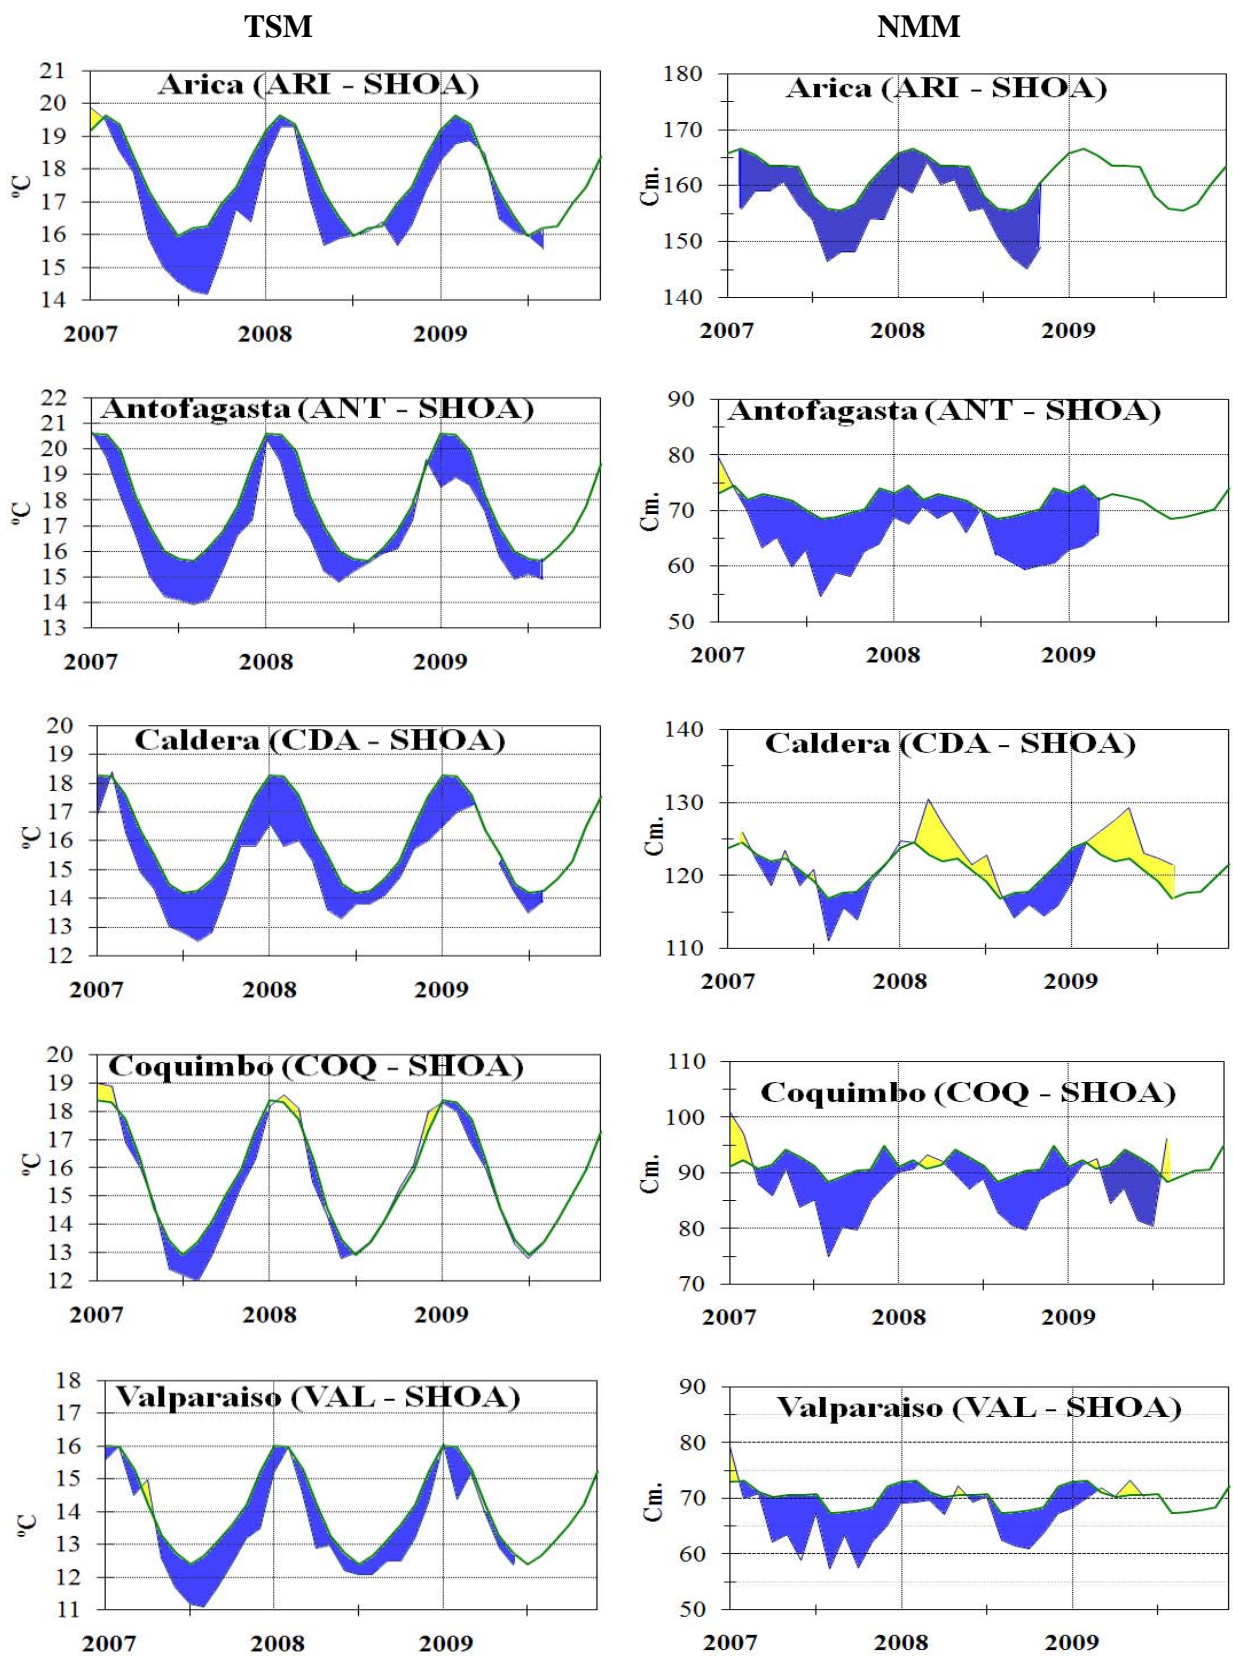 TSM
NMM
Arica (ARI - SHOA)
21
20
19
18
17
16
15
14
ºC
2007 2008 2009
Arica (ARI - SHOA)
180
170
160
150
140
Cm.
2007 2008 2009
Antofagasta (ANT - SHOA)
22
21
20
19
18
17
16
15
14
13
ºC
2007 2008 2009
Antofagasta (ANT - SHOA)
90
80
70
60
50
Cm.
2007 2008 2009
Caldera (CDA - SHOA)
20
19
18
17
16
15
14
13
12
ºC
2007 2008 2009
Caldera (CDA - SHOA)
140
130
120
110
Cm.
2007 2008 2009
Coquimbo (COQ - SHOA)
20
19
18
17
16
15
14
13
12
ºC
2007 2008 2009
Coquimbo (COQ - SHOA)
110
100
90
80
70
Cm.
2007 2008 2009
Valparaiso (VAL - SHOA)
18
17
16
15
14
13
12
11
ºC
2007 2008 2009
Valparaiso (VAL - SHOA)
90
80
70
60
50
Cm.
2007 2008 2009